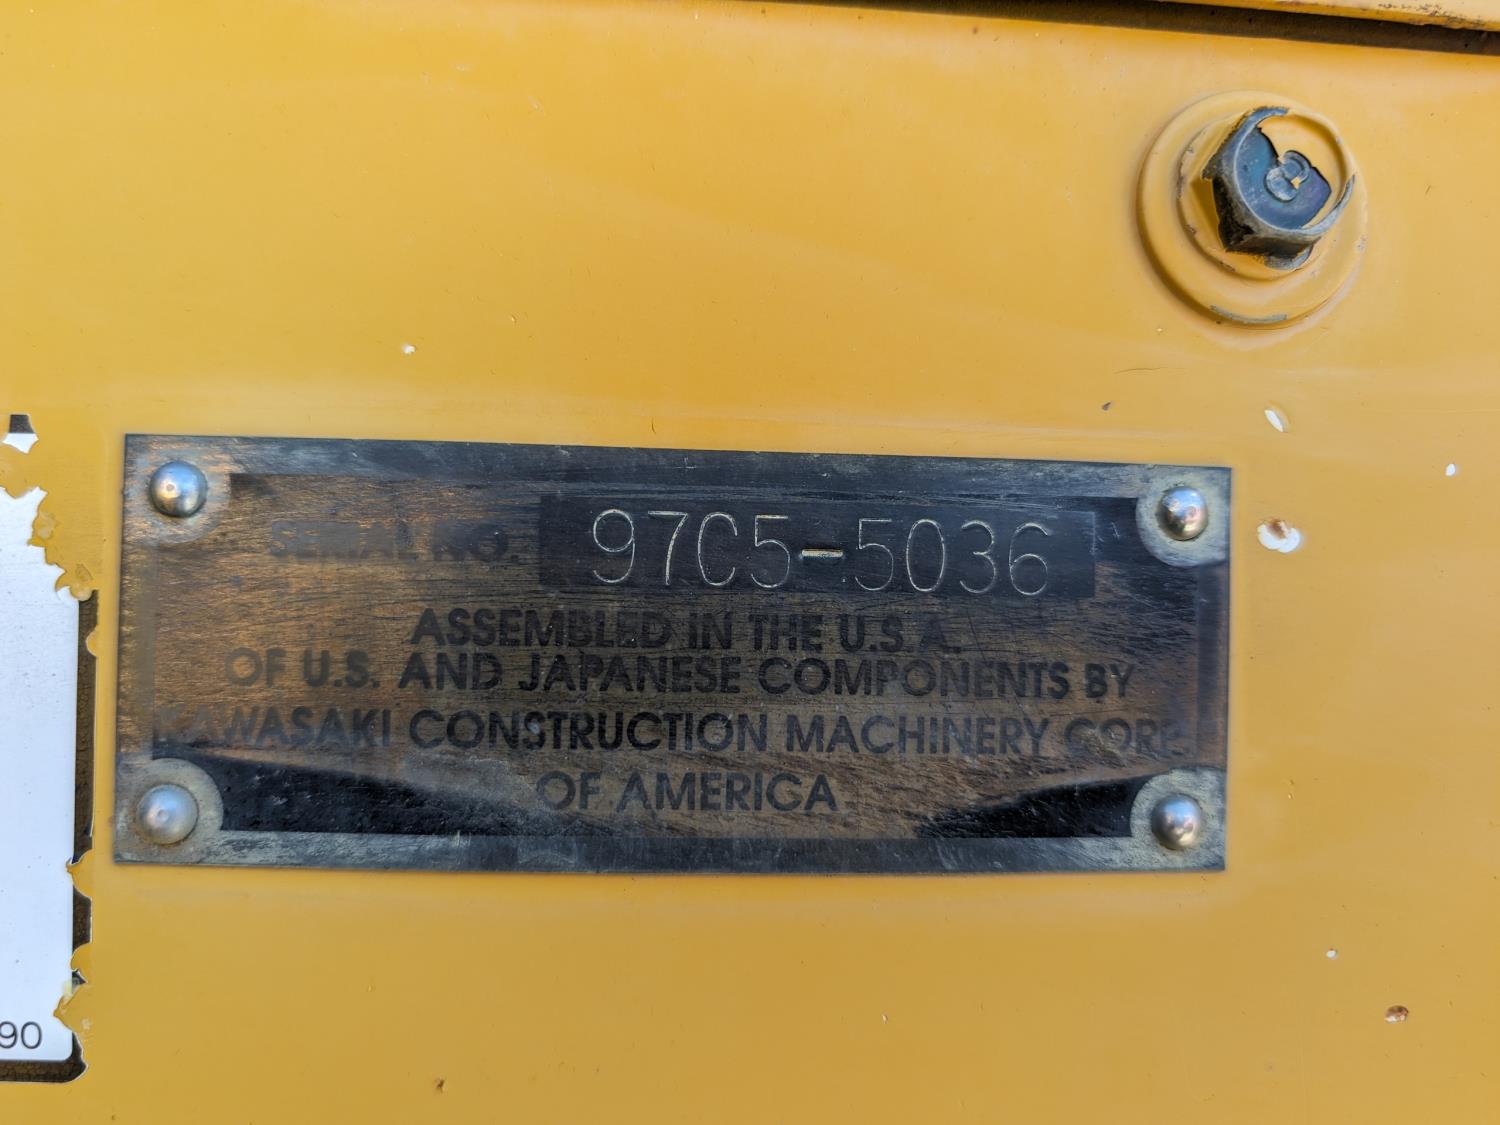 SERIAL NO. 97C5-5036
ASSEMBLED IN THE U.S.A.
OF U.S. AND JAPANESE COMPONENTS BY
KAWASAKI CONSTRUCTION MACHINERY CORP.
OF AMERICA
90